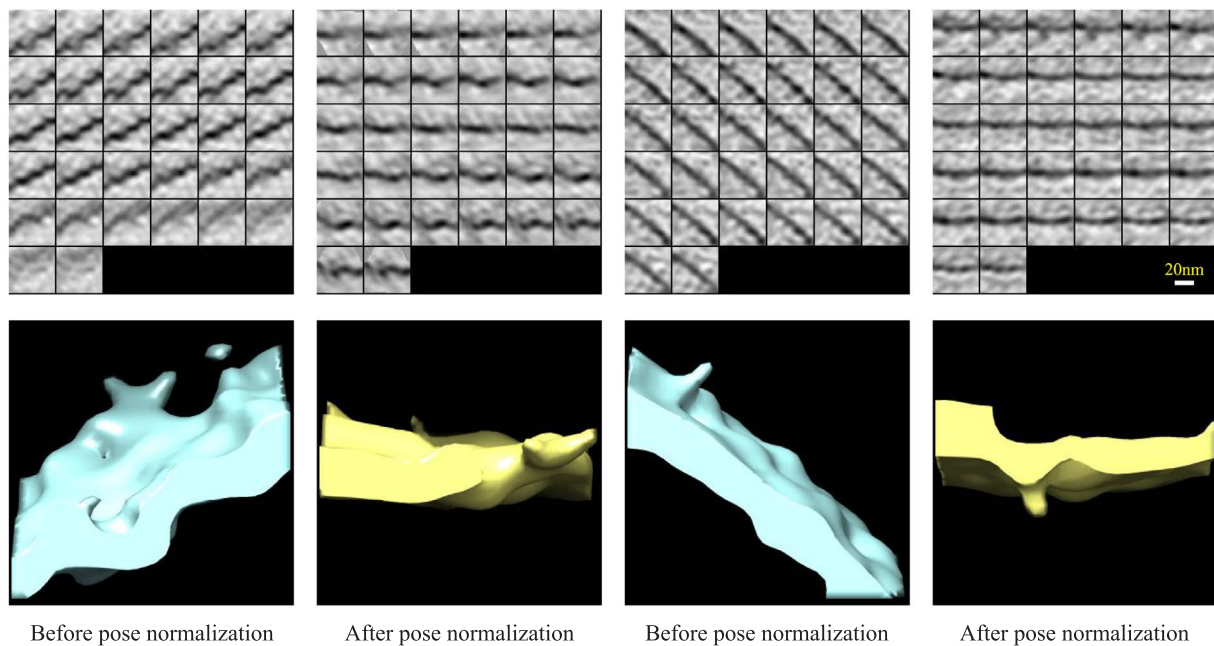 20nm
Before pose normalization
After pose normalization
Before pose normalization
After pose normalization